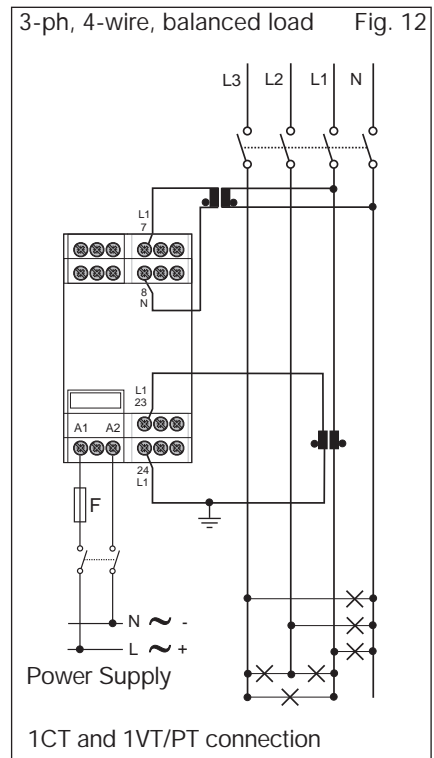 3-ph, 4-wire, balanced load Fig. 12
L3 L2 L1 N
L1
7
8
N
L1
23
A1 A2
24
L1
F
N ~ -
L ~ +
Power Supply
1CT and 1VT/PT connection